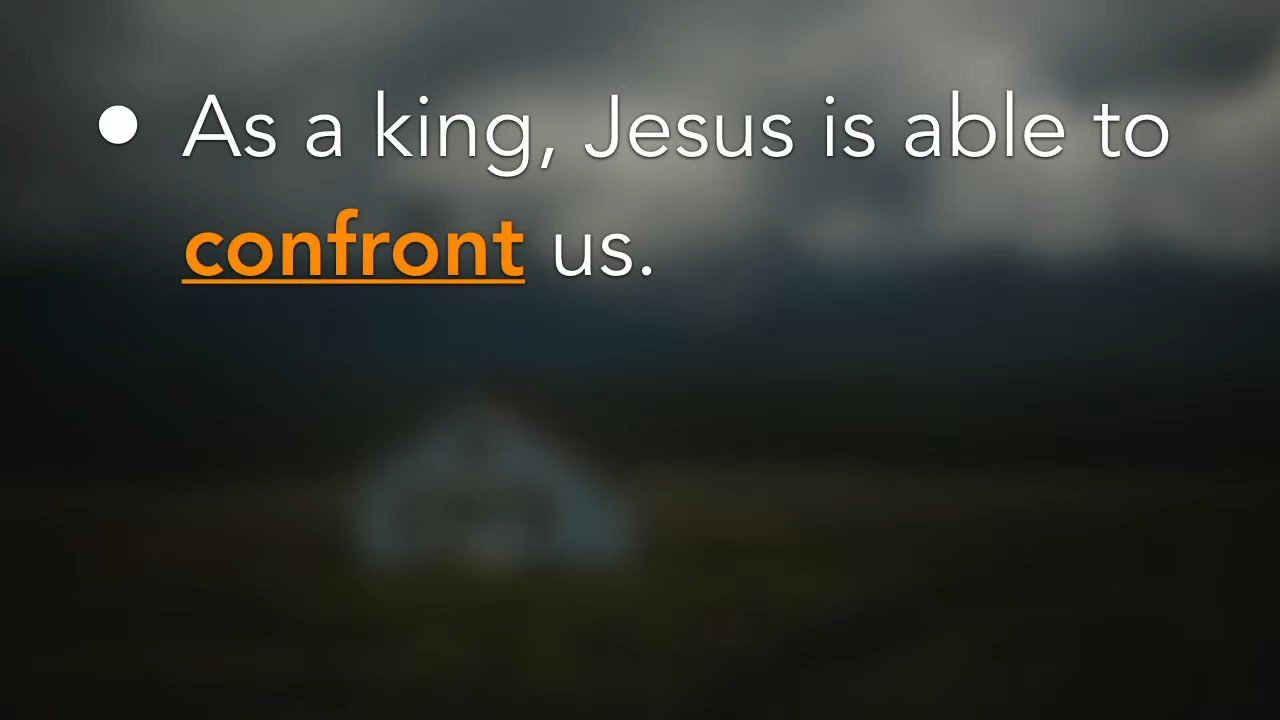 • As a king, Jesus is able to
confront us.